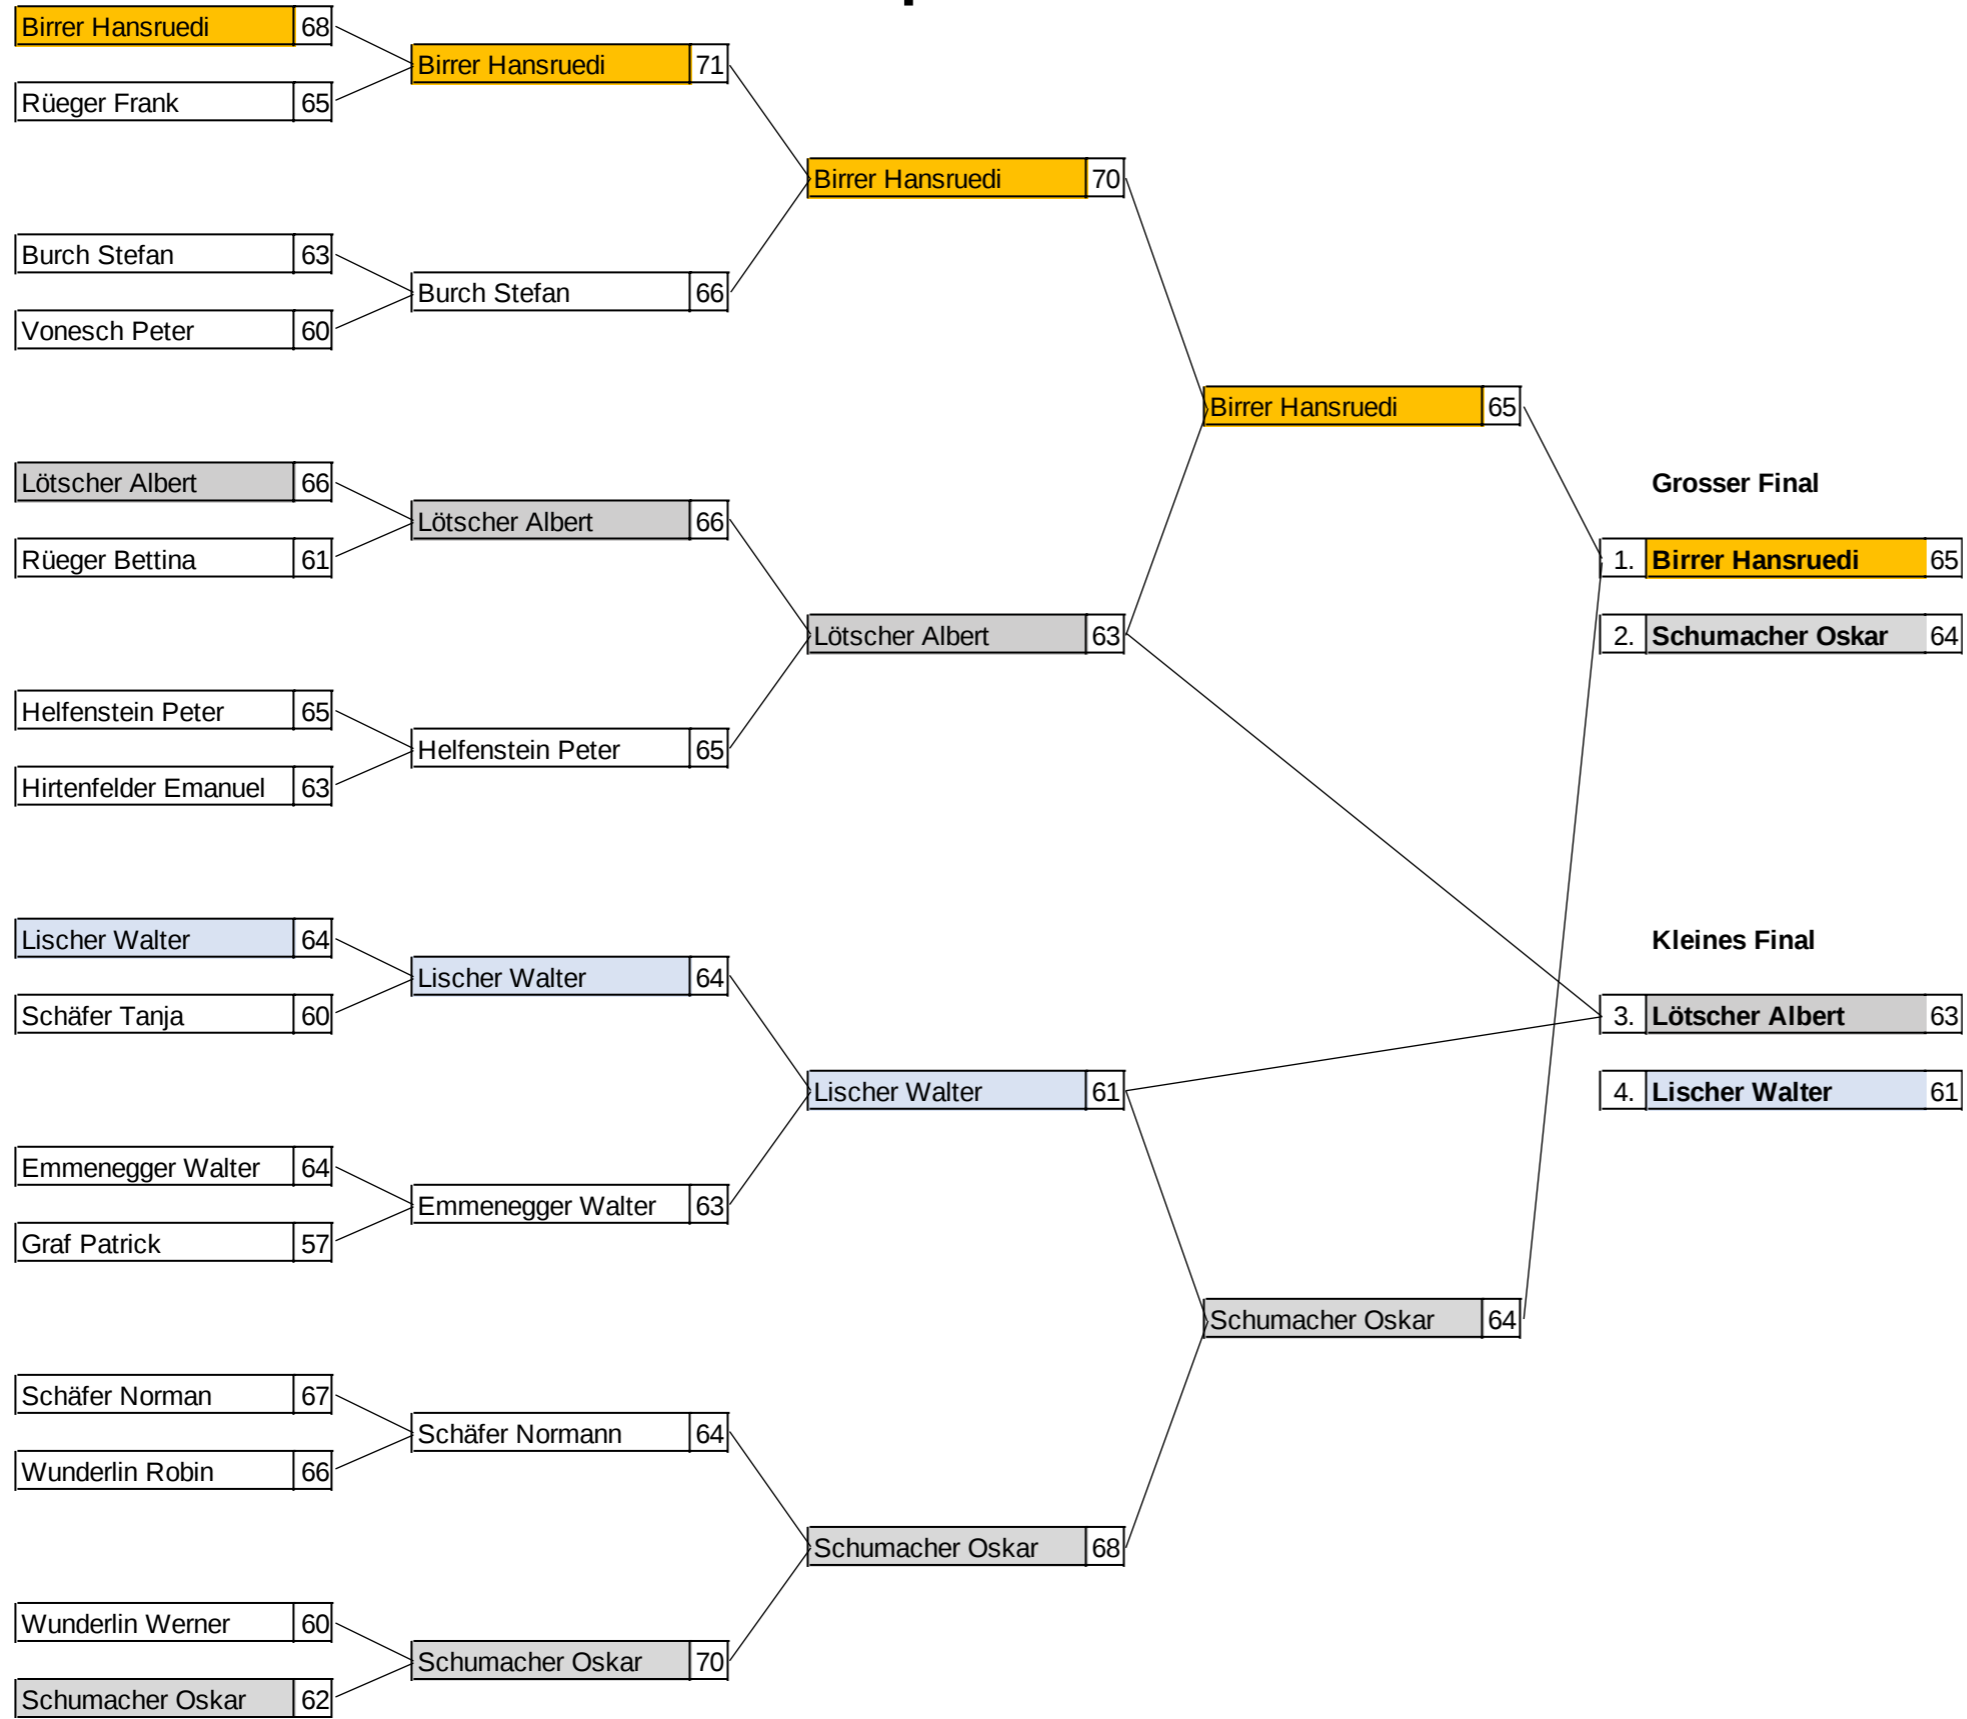 Birrer Hansruedi 68
Rüeger Frank 65
Burch Stefan 63
Vonesch Peter 60
Lötscher Albert 66
Rüeger Bettina 61
Helfenstein Peter 65
Hirtenfelder Emanuel 63
Lischer Walter 64
Schäfer Tanja 60
Emmenegger Walter 64
Graf Patrick 57
Schäfer Norman 67
Wunderlin Robin 66
Wunderlin Werner 60
Schumacher Oskar 62
Birrer Hansruedi 71
Burch Stefan 66
Lötscher Albert 66
Helfenstein Peter 65
Lischer Walter 64
Emmenegger Walter 63
Schäfer Normann 64
Schumacher Oskar 70
Birrer Hansruedi 70
Lötscher Albert 63
Lischer Walter 61
Schumacher Oskar 68
Birrer Hansruedi 65
Schumacher Oskar 64
Grosser Final
1. Birrer Hansruedi 65
2. Schumacher Oskar 64
Kleines Final
3. Lötscher Albert 63
4. Lischer Walter 61